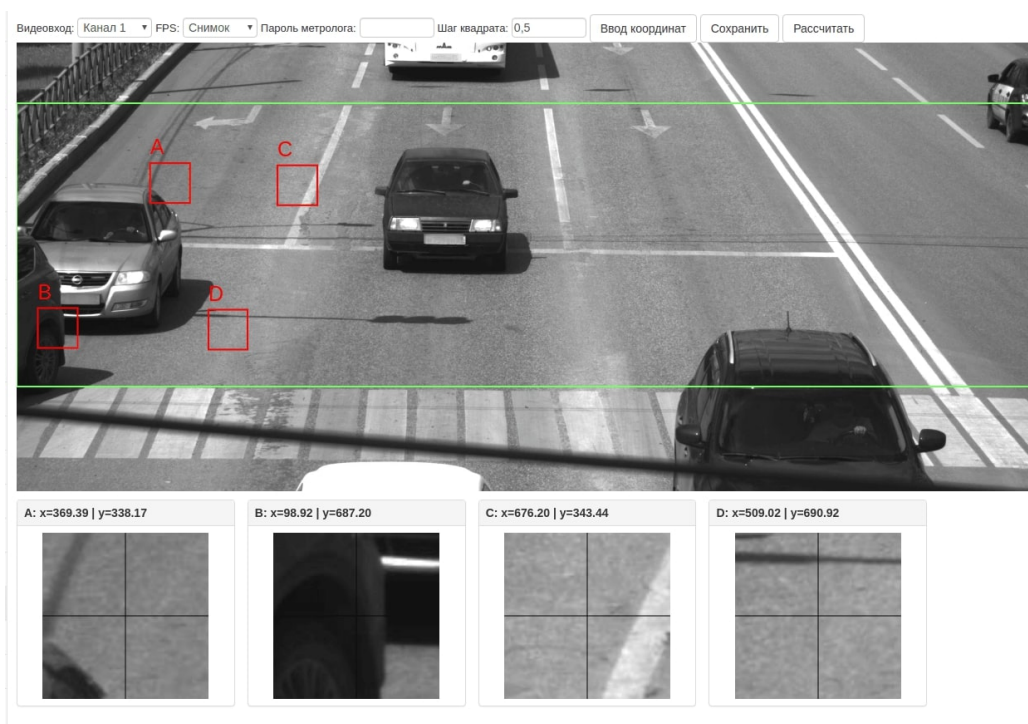 Видеовход: Канал 1 FPS: Снимок Пароль метролога: Шаг квадрата: 0,5 Ввод координат Сохранить Рассчитать
A
C
B
D
A: x=369.39 | y=338.17
B: x=98.92 | y=687.20
C: x=676.20 | y=343.44
D: x=509.02 | y=690.92